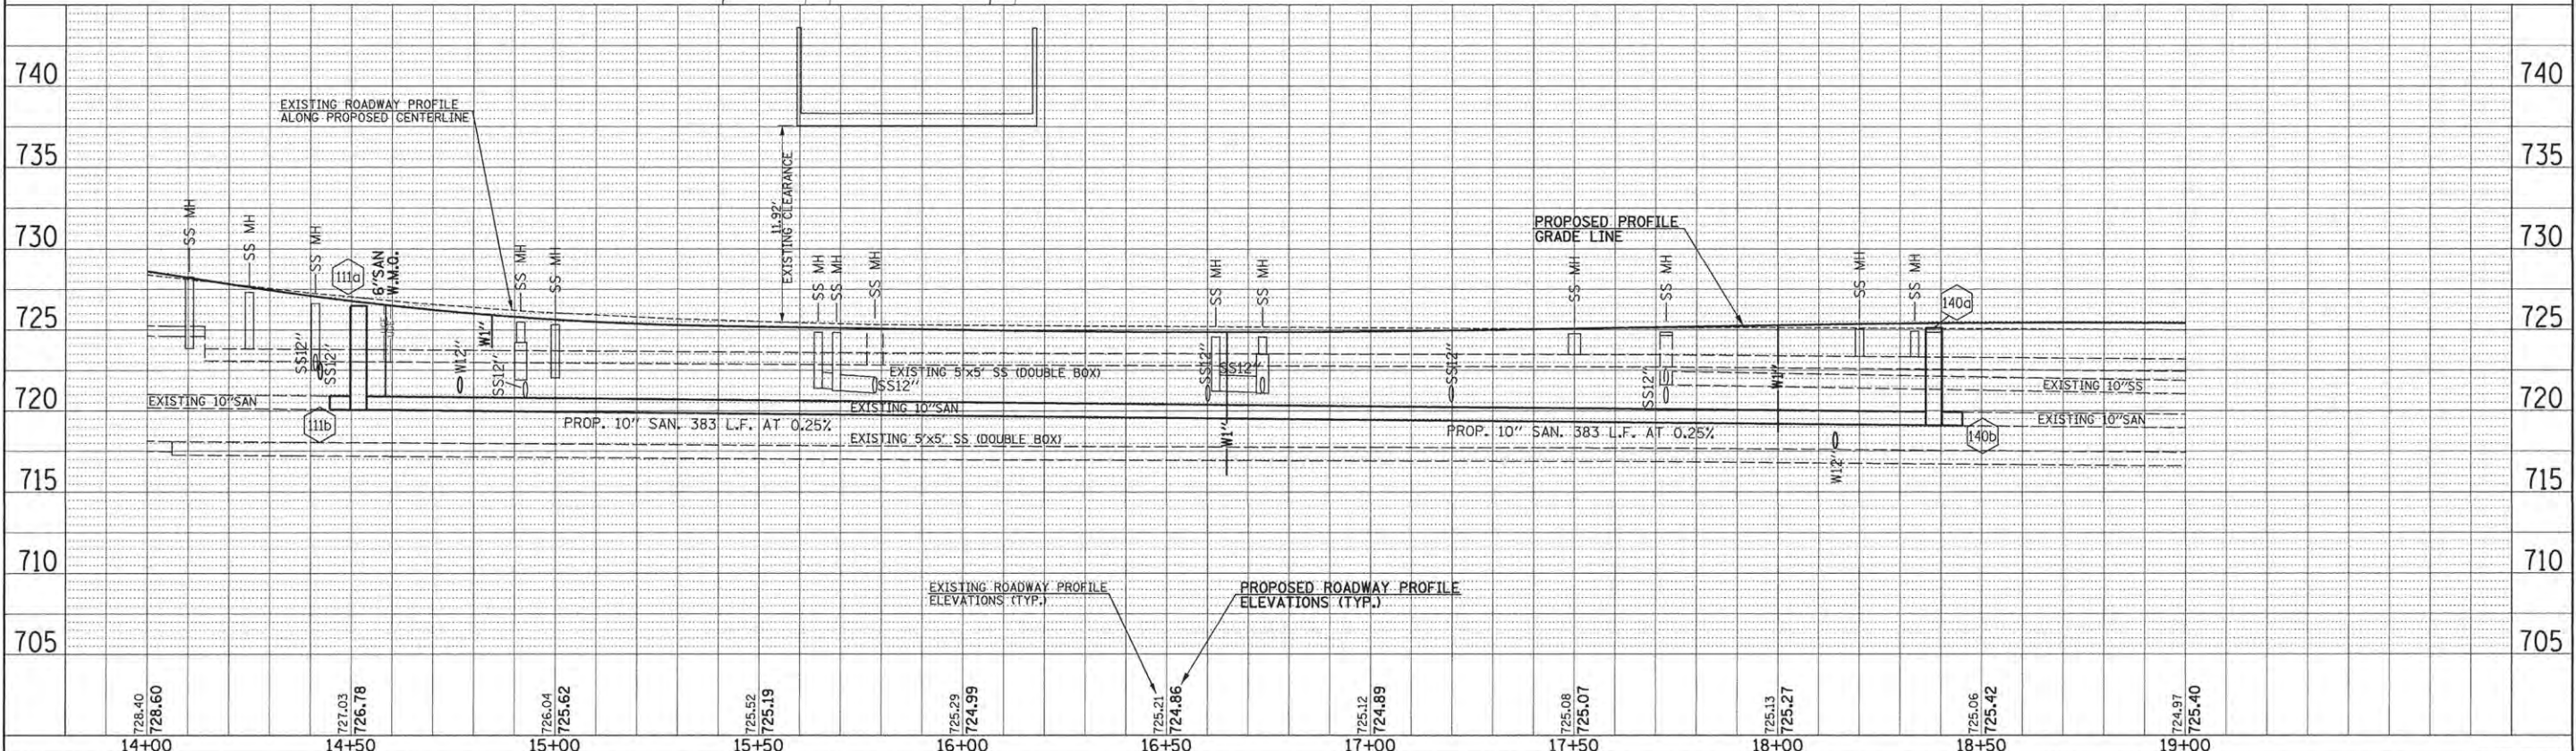 740
740
EXISTING ROADWAY PROFILE
ALONG PROPOSED CENTERLINE
735
735
11.92'
EXISTING CLEARANCE
SS MH
SS MH
SS MH
730
730
PROPOSED PROFILE
GRADE LINE
111a
6"SAN
W.M.O.
SS MH
SS MH
SS MH
SS MH
SS MH
SS MH
SS MH
SS MH
SS MH
SS MH
SS MH
140a
725
725
SS12"
SS12"
W1"
W12"
SS12"
EXISTING 5'x5' SS (DOUBLE BOX)
SS12"
SS12"
SS12"
SS12"
SS12"
W1"
EXISTING 10"SS
720
720
EXISTING 10"SAN
EXISTING 10"SAN
EXISTING 10"SAN
111b
PROP. 10" SAN. 383 L.F. AT 0.25%
PROP. 10" SAN. 383 L.F. AT 0.25%
EXISTING 5'x5' SS (DOUBLE BOX)
W1"
140b
W12"
715
715
710
710
EXISTING ROADWAY PROFILE
ELEVATIONS (TYP.)
PROPOSED ROADWAY PROFILE
ELEVATIONS (TYP.)
705
705
728.40
728.60
727.03
726.78
726.04
725.62
725.52
725.19
725.29
724.99
725.21
724.86
725.12
724.89
725.08
725.07
725.13
725.27
725.06
725.42
724.97
725.40
14+00
14+50
15+00
15+50
16+00
16+50
17+00
17+50
18+00
18+50
19+00